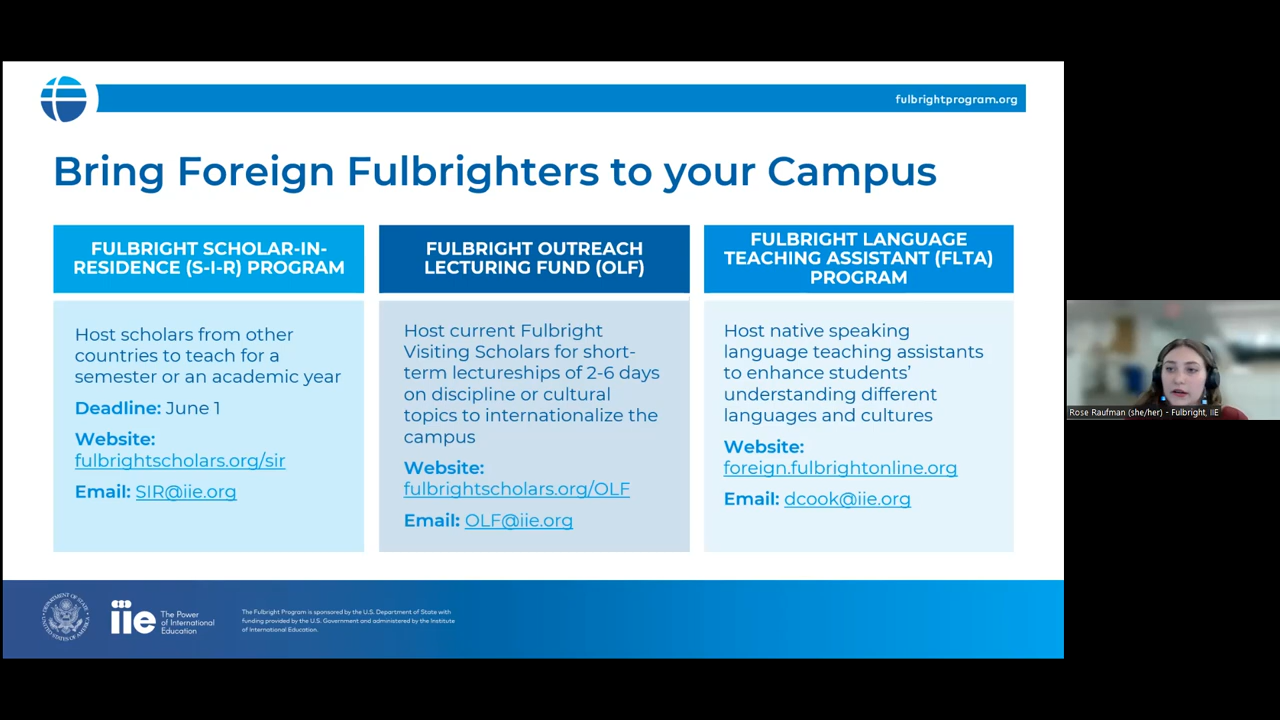 fulbrightprogram.org
Bring Foreign Fulbrighters to your Campus
FULBRIGHT SCHOLAR-IN-
RESIDENCE (S-I-R) PROGRAM
Host scholars from other
countries to teach for a
semester or an academic year
Deadline: June 1
Website:
fulbrightscholars.org/sir
Email: SIR@iie.org
FULBRIGHT OUTREACH
LECTURING FUND (OLF)
Host current Fulbright
Visiting Scholars for short-
term lectureships of 2-6 days
on discipline or cultural
topics to internationalize the
campus
Website:
fulbrightscholars.org/OLF
Email: OLF@iie.org
FULBRIGHT LANGUAGE
TEACHING ASSISTANT (FLTA)
PROGRAM
Host native speaking
language teaching assistants
to enhance students'
understanding different
languages and cultures
Website:
foreign.fulbrightonline.org
Email: dcook@iie.org
Rose Raufman (she/her) - Fulbright, IIE
DEPARTMENT OF STATE
UNITED STATES OF AMERICA
iie
The Power
of International
Education
The Fulbright Program is sponsored by the U.S. Department of State with
funding provided by the U.S. Government and administered by the Institute
of International Education.